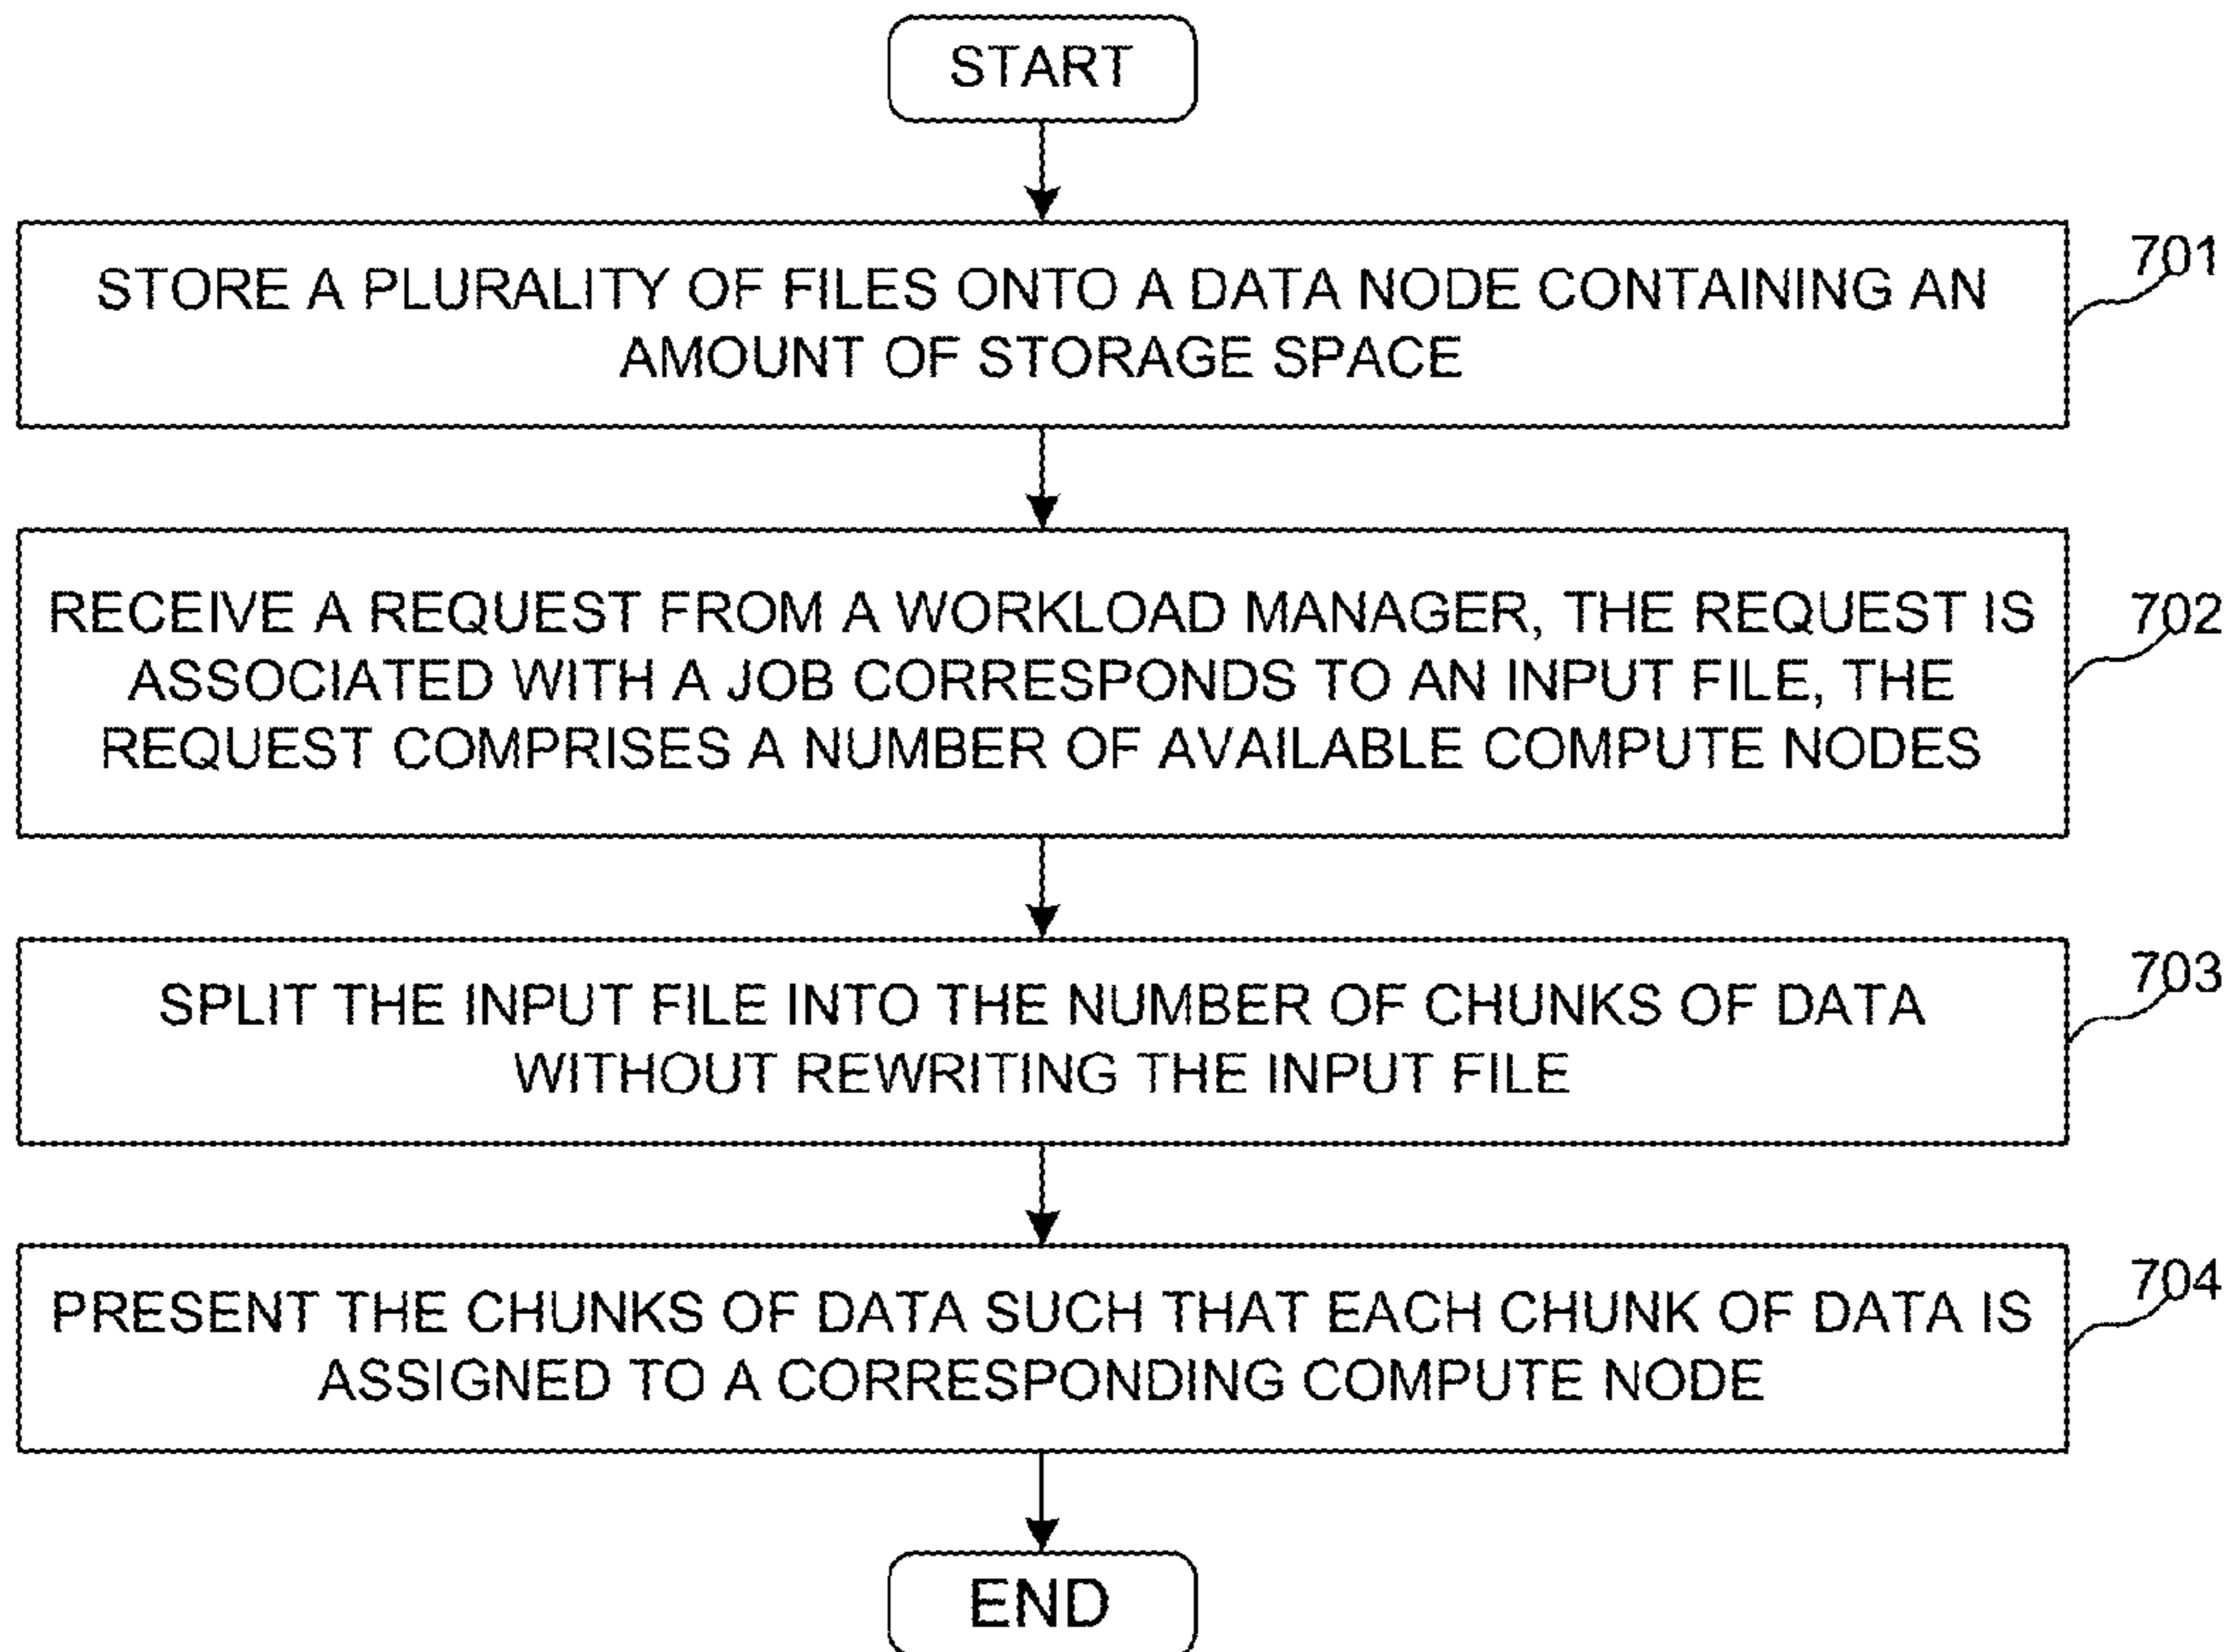 START
STORE A PLURALITY OF FILES ONTO A DATA NODE CONTAINING AN
AMOUNT OF STORAGE SPACE
701
RECEIVE A REQUEST FROM A WORKLOAD MANAGER, THE REQUEST IS
ASSOCIATED WITH A JOB CORRESPONDS TO AN INPUT FILE, THE
REQUEST COMPRISES A NUMBER OF AVAILABLE COMPUTE NODES
702
SPLIT THE INPUT FILE INTO THE NUMBER OF CHUNKS OF DATA
WITHOUT REWRITING THE INPUT FILE
703
PRESENT THE CHUNKS OF DATA SUCH THAT EACH CHUNK OF DATA IS
ASSIGNED TO A CORRESPONDING COMPUTE NODE
704
END